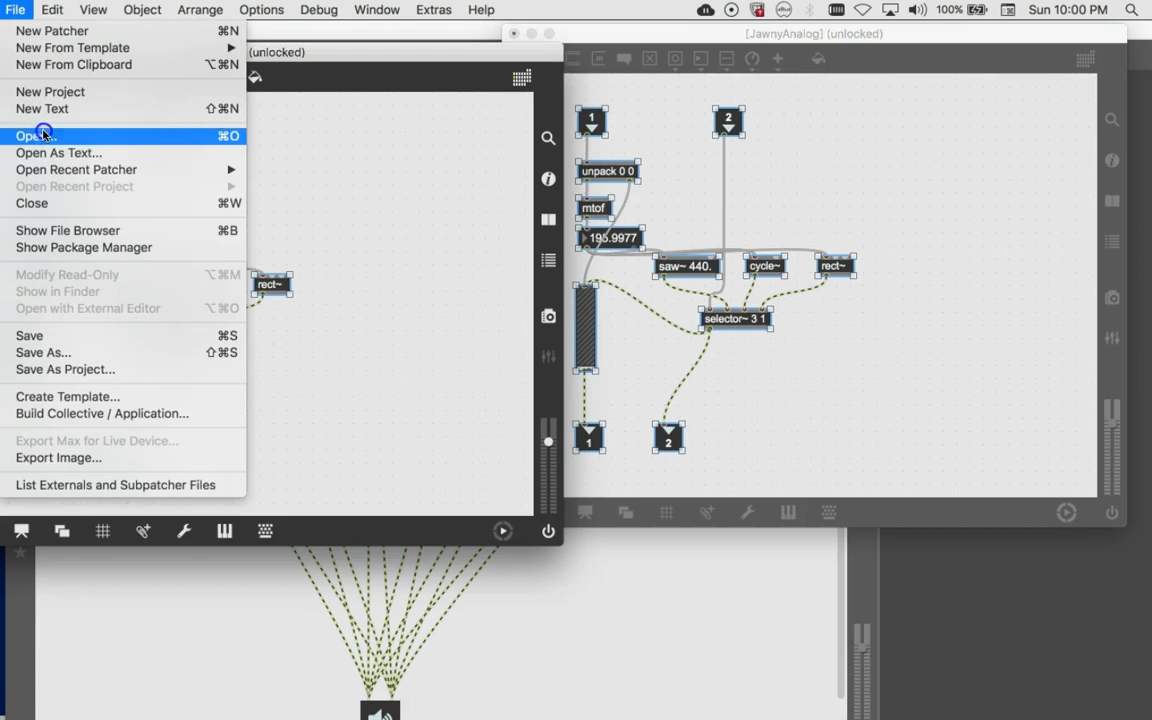 File Edit View Object Arrange Options Debug Window Extras Help 100% Sun 10:00 PM
New Patcher ⌘N
New From Template
New From Clipboard ⌥⌘N
New Project
New Text ⇧⌘N
⌘O
Open As Text...
Open Recent Patcher
Open Recent Project
Close ⌘W
Show File Browser ⌘B
Show Package Manager
Modify Read-Only ⌥⌘M
Show in Finder
Open with External Editor ⌥⌘O
Save ⌘S
Save As... ⇧⌘S
Save As Project...
Create Template...
Build Collective / Application...
Export Max for Live Device...
Export Image...
List Externals and Subpatcher Files
(unlocked)
rect~
[JawnyAnalog] (unlocked)
1 2
unpack 0 0
mtof
195.9977
saw~ 440. cycle~ rect~
selector~ 3 1
1 2